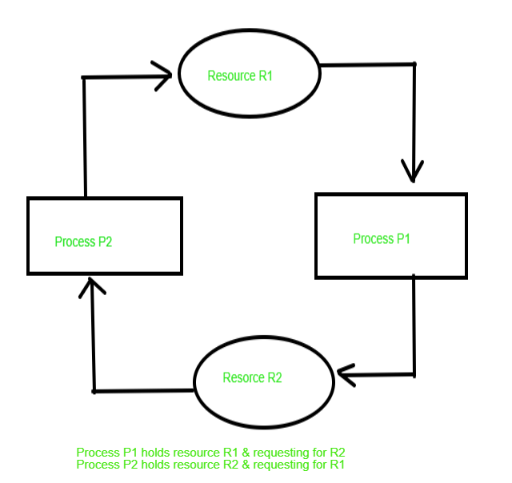 Resource R1
Process P2
Process P1
Resorce R2
Process P1 holds resource R1 & requesting for R2
Process P2 holds resource R2 & requesting for R1